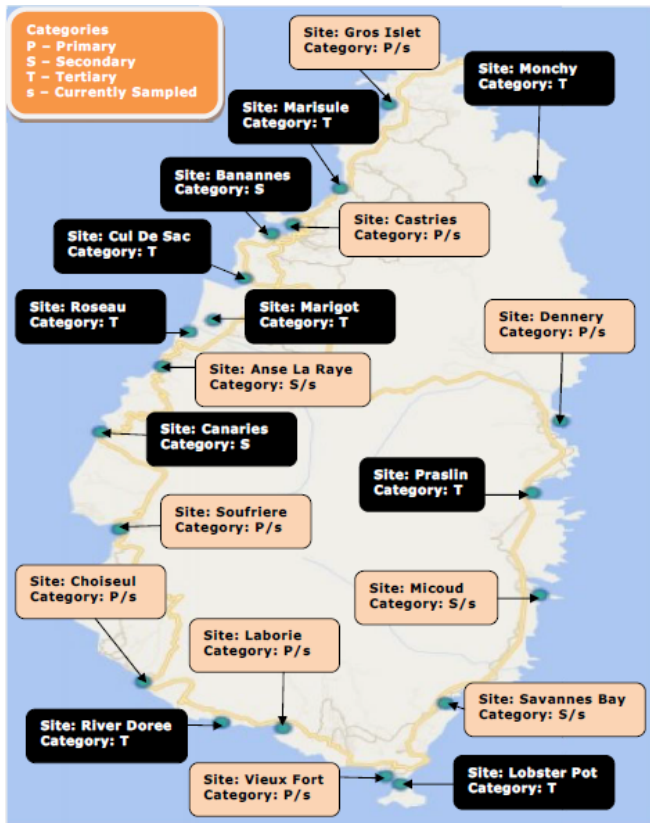 Categories
P – Primary
S – Secondary
T – Tertiary
s – Currently Sampled
Site: Gros Islet
Category: P/s
Site: Monchy
Category: T
Site: Marisule
Category: T
Site: Banannes
Category: S
Site: Castries
Category: P/s
Site: Cul De Sac
Category: T
Site: Roseau
Category: T
Site: Marigot
Category: T
Site: Dennery
Category: P/s
Site: Anse La Raye
Category: S/s
Site: Canaries
Category: S
Site: Praslin
Category: T
Site: Soufriere
Category: P/s
Site: Choiseul
Category: P/s
Site: Micoud
Category: S/s
Site: Laborie
Category: P/s
Site: Savannes Bay
Category: S/s
Site: River Doree
Category: T
Site: Vieux Fort
Category: P/s
Site: Lobster Pot
Category: T